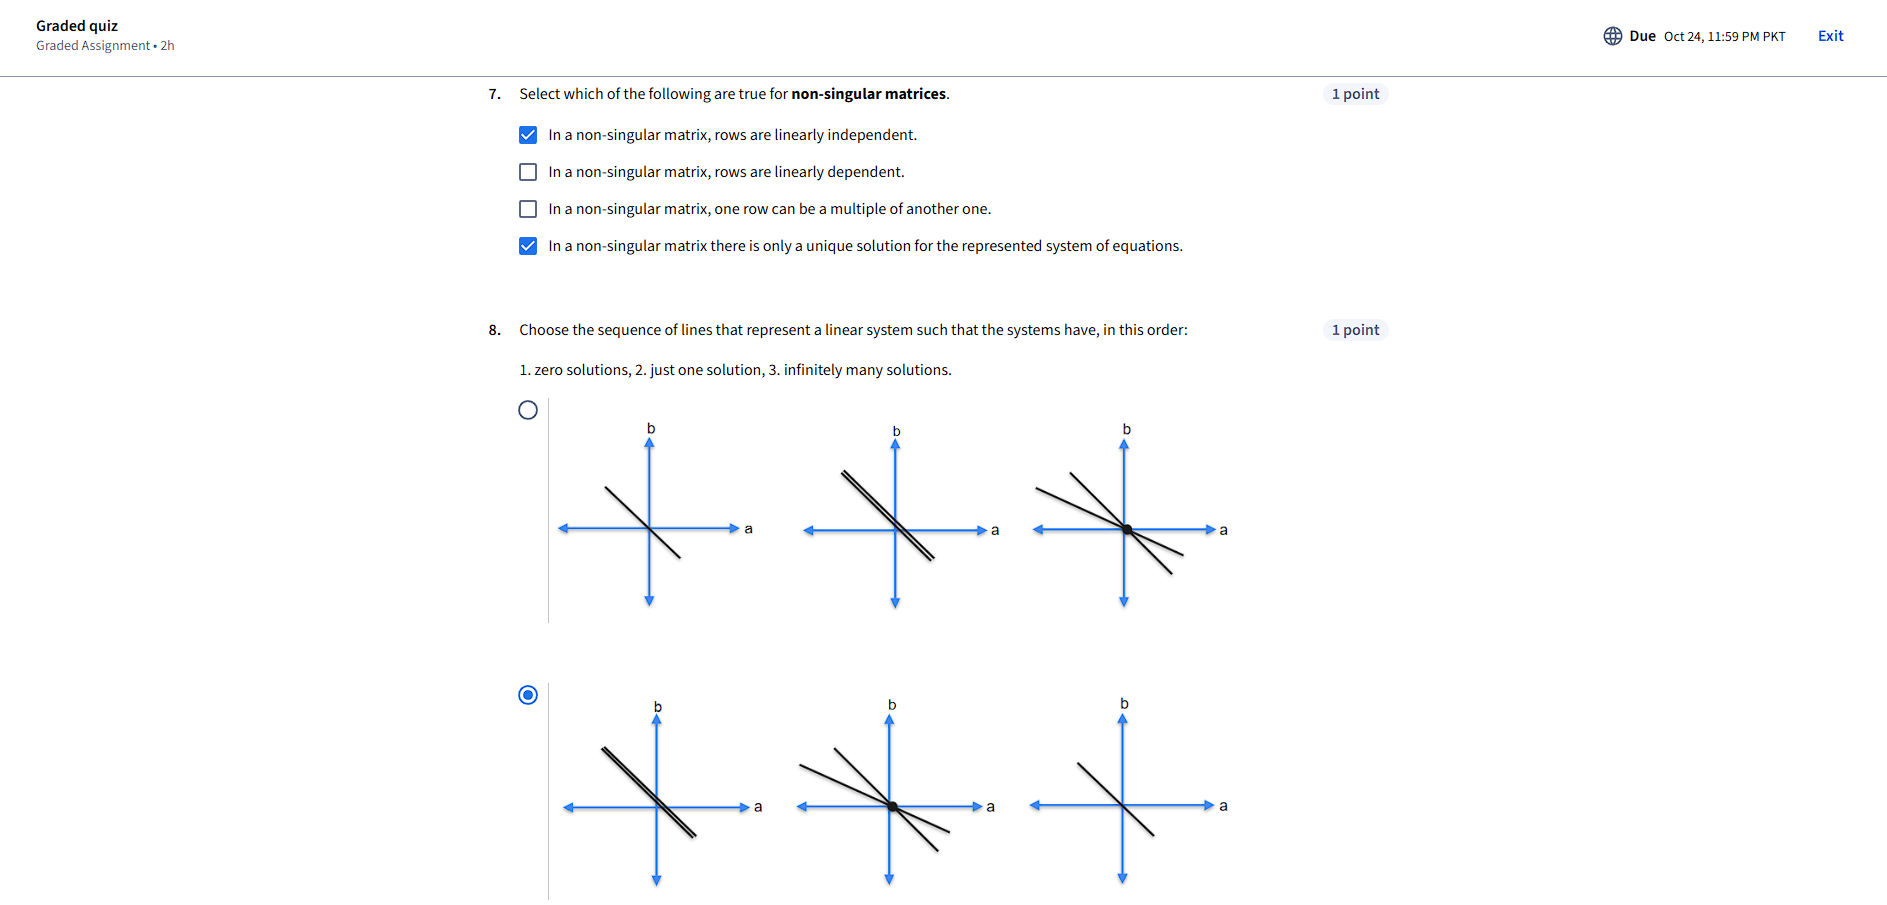 Graded quiz
Graded Assignment • 2h
Due Oct 24, 11:59 PM PKT
Exit
7. Select which of the following are true for non-singular matrices.
1 point
In a non-singular matrix, rows are linearly independent.
In a non-singular matrix, rows are linearly dependent.
In a non-singular matrix, one row can be a multiple of another one.
In a non-singular matrix there is only a unique solution for the represented system of equations.
8. Choose the sequence of lines that represent a linear system such that the systems have, in this order:
1 point
1. zero solutions, 2. just one solution, 3. infinitely many solutions.
b
b
b
a
a
a
b
b
b
a
a
a